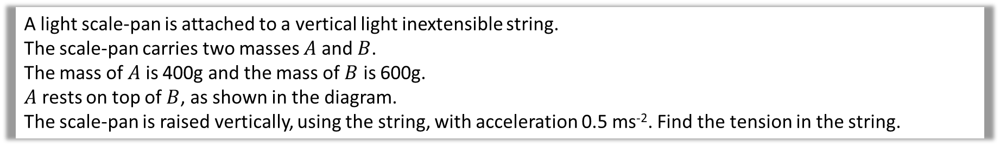 A light scale-pan is attached to a vertical light inextensible string.
The scale-pan carries two masses A and B.
The mass of A is 400g and the mass of B is 600g.
A rests on top of B, as shown in the diagram.
The scale-pan is raised vertically, using the string, with acceleration 0.5 ms⁻². Find the tension in the string.